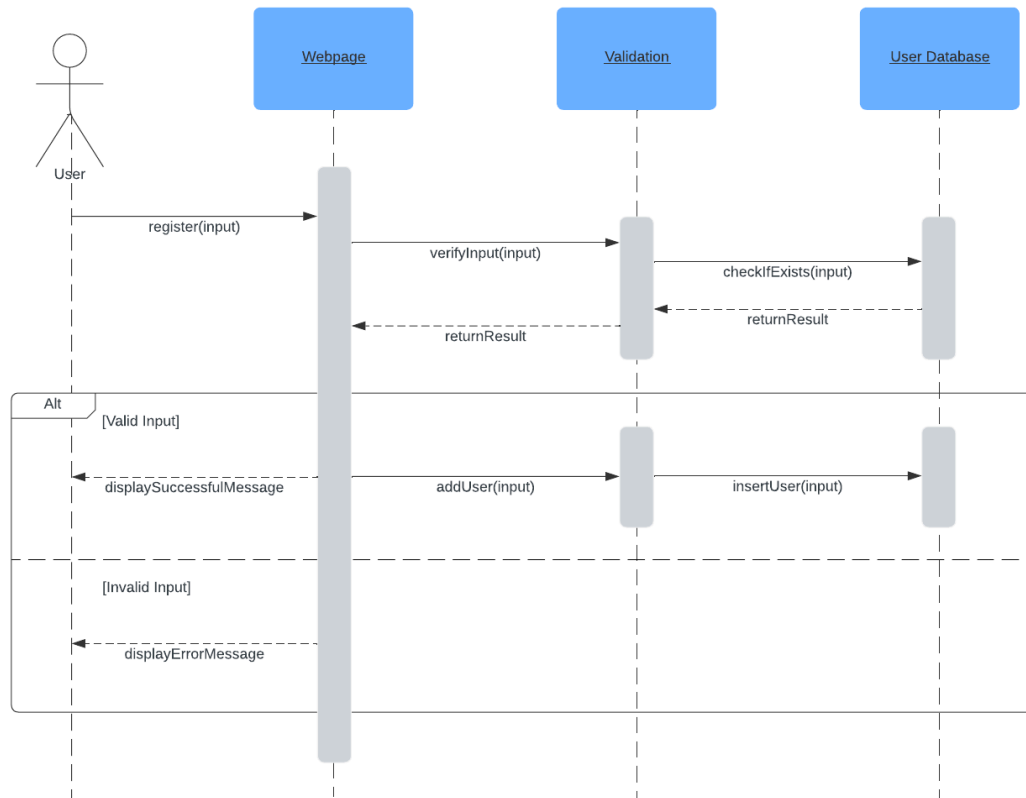 Webpage
Validation
User Database
User
register(input)
verifyInput(input)
checkIfExists(input)
returnResult
returnResult
Alt
[Valid Input]
displaySuccessfulMessage
addUser(input)
insertUser(input)
[Invalid Input]
displayErrorMessage